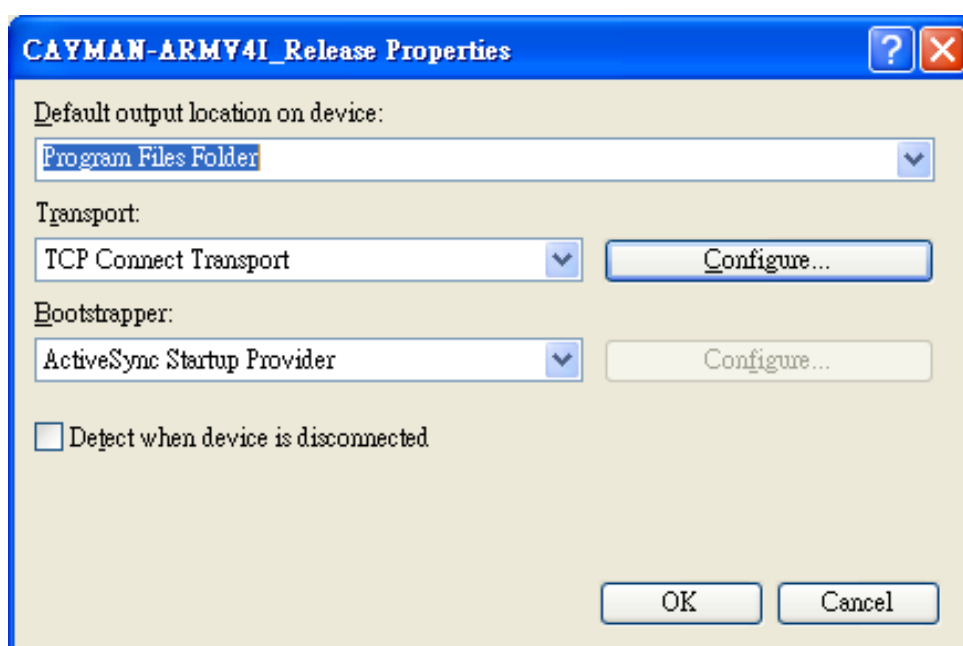 CAYMAN-ARMV4I_Release Properties
Default output location on device:
Program Files Folder
Transport:
TCP Connect Transport
Configure...
Bootstrapper:
ActiveSync Startup Provider
Configure...
Detect when device is disconnected
OK
Cancel